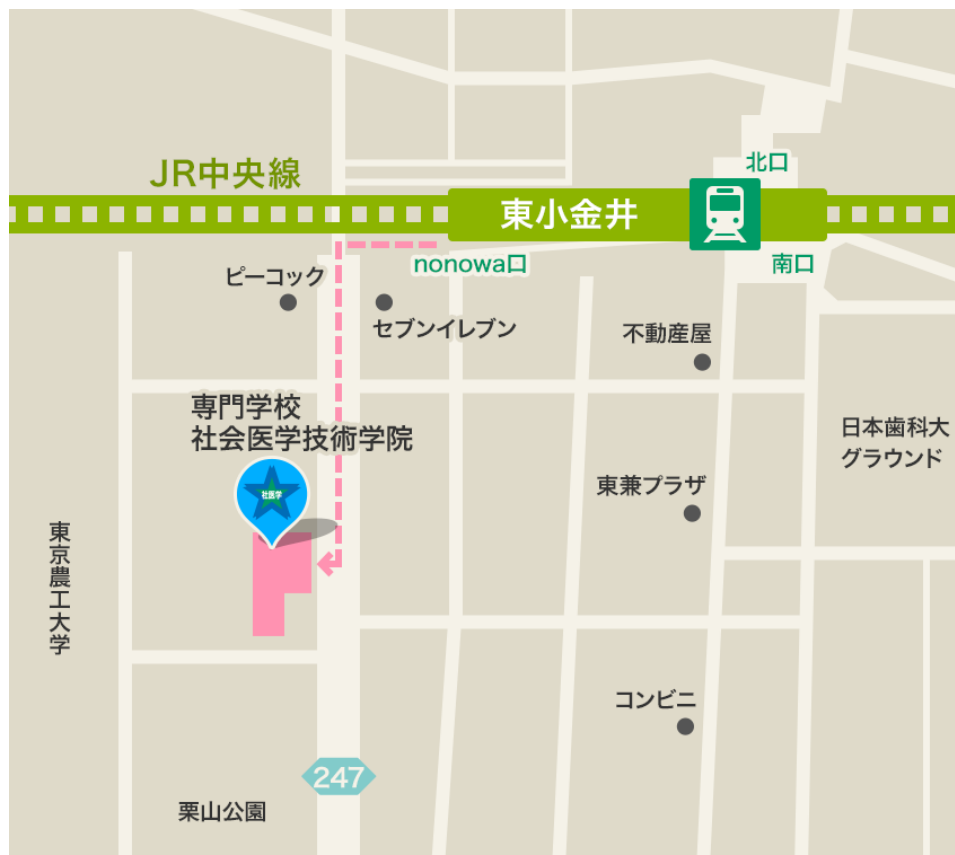 北口
JR中央線
東小金井
nonowa口
南口
ピーコック
セブンイレブン
不動産屋
専門学校
社会医学技術学院
日本歯科大
グラウンド
社医学
東兼プラザ
東京農工大学
コンビニ
247
栗山公園